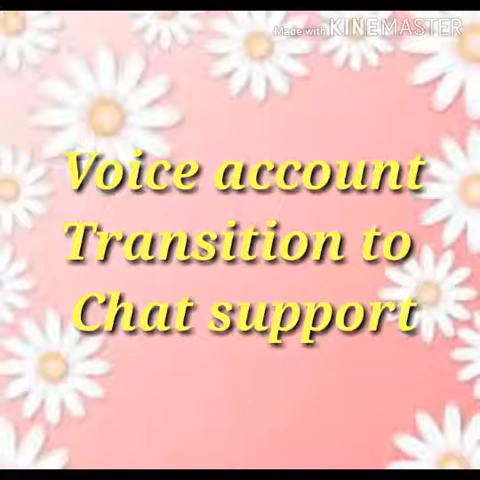 Made with KINEMASTER
Voice account
Transition to
Chat support